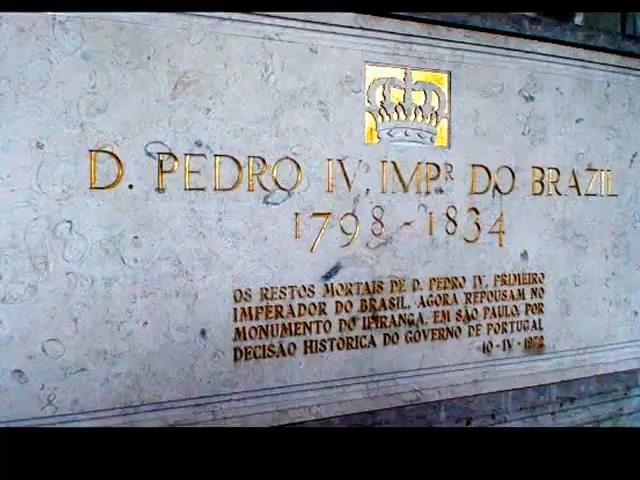 D. PEDRO IV, IMPR DO BRAZIL
1798 - 1834
OS RESTOS MORTAIS DE D. PEDRO IV, PRIMEIRO
IMPERADOR DO BRASIL, AGORA REPOUSAM NO
MONUMENTO DO IPIRANGA, EM SÃO PAULO, POR
DECISÃO HISTÓRICA DO GOVERNO DE PORTUGAL
10-IV-1972